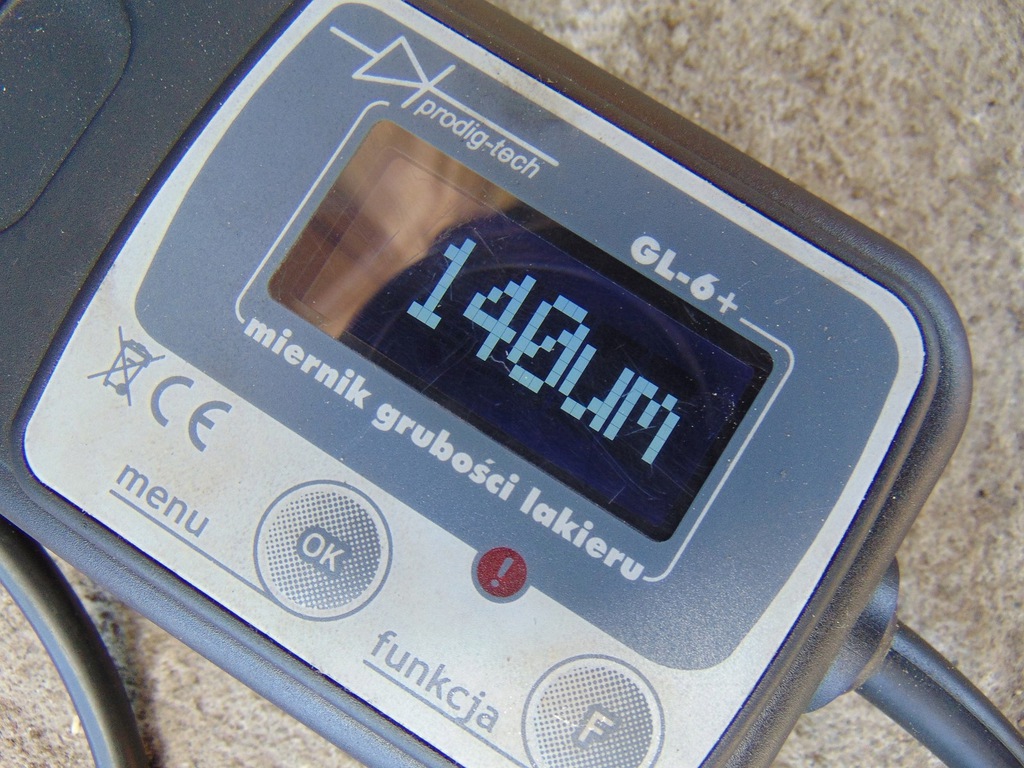 prodig-tech
GL-6+
140um
miernik grubości lakieru
CE
menu
OK
!
funkcja
F